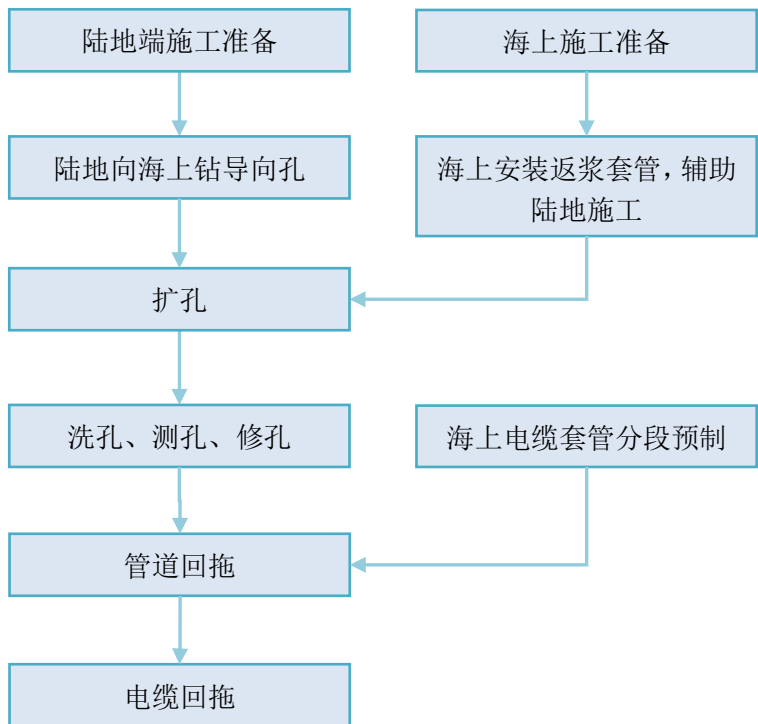 陆地端施工准备
海上施工准备
陆地向海上钻导向孔
海上安装返浆套管，辅助
陆地施工
扩孔
洗孔、测孔、修孔
海上电缆套管分段预制
管道回拖
电缆回拖